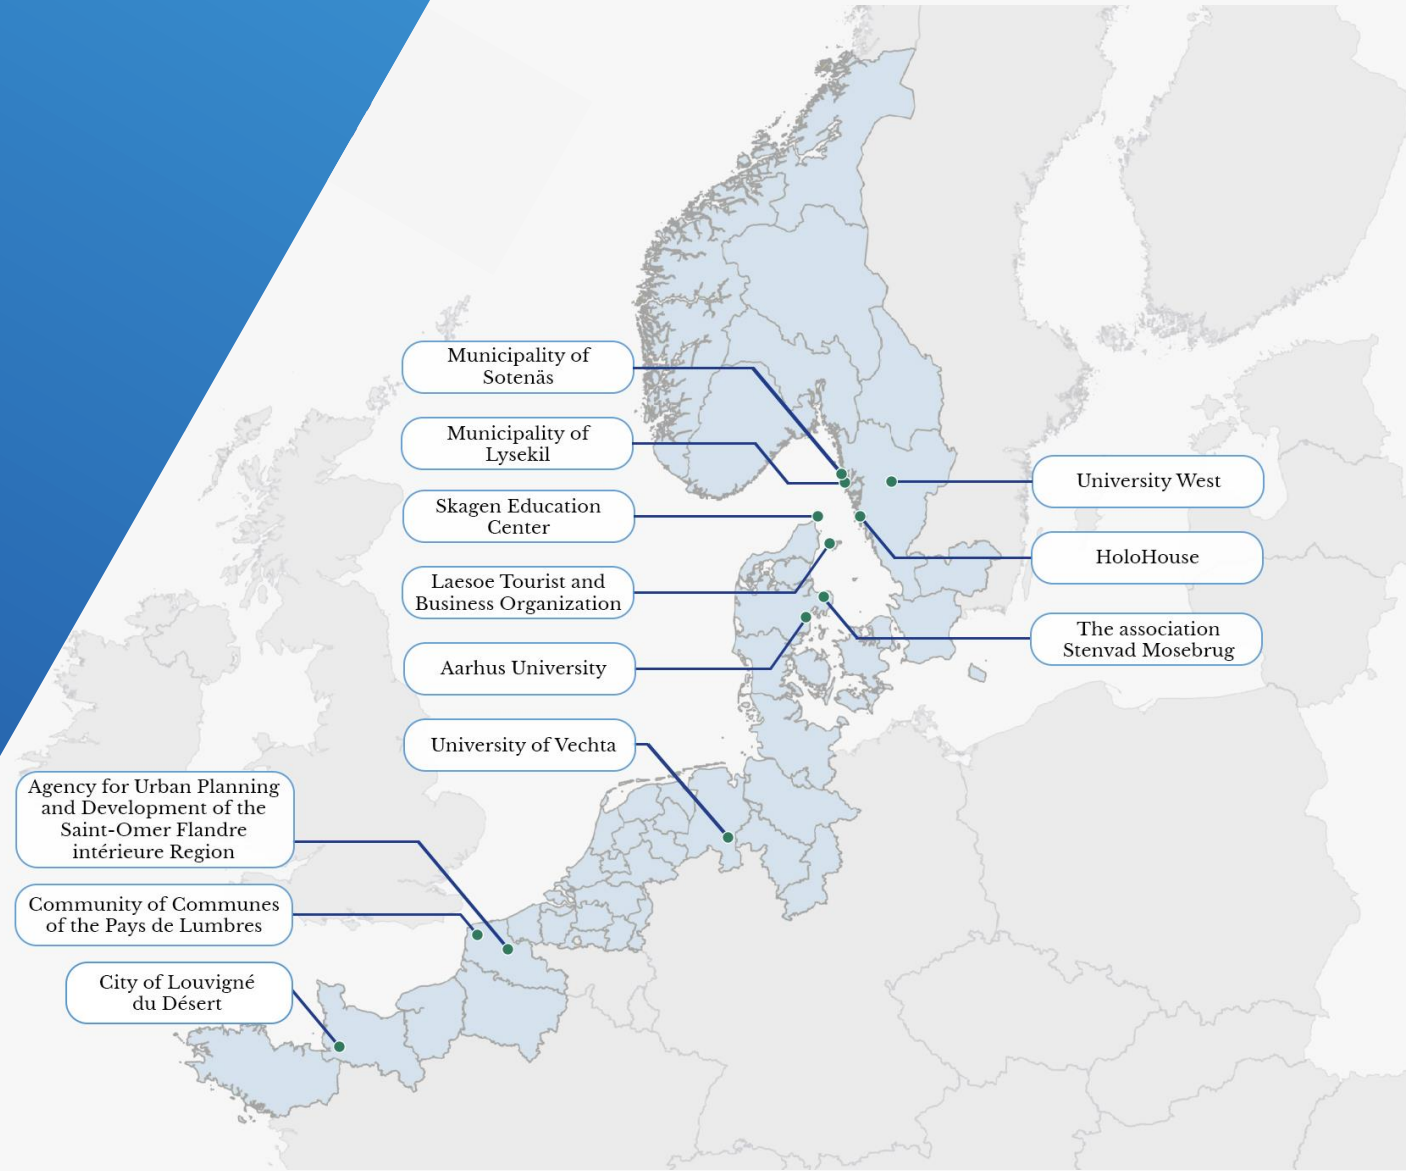 Municipality of
Sotenäs
Municipality of
Lysekil
Skagen Education
Center
Laesoe Tourist and
Business Organization
Aarhus University
University of Vechta
Agency for Urban Planning
and Development of the
Saint-Omer Flandre
intérieure Region
Community of Communes
of the Pays de Lumbres
City of Louvigné
du Désert
University West
HoloHouse
The association
Stenvad Mosebrug